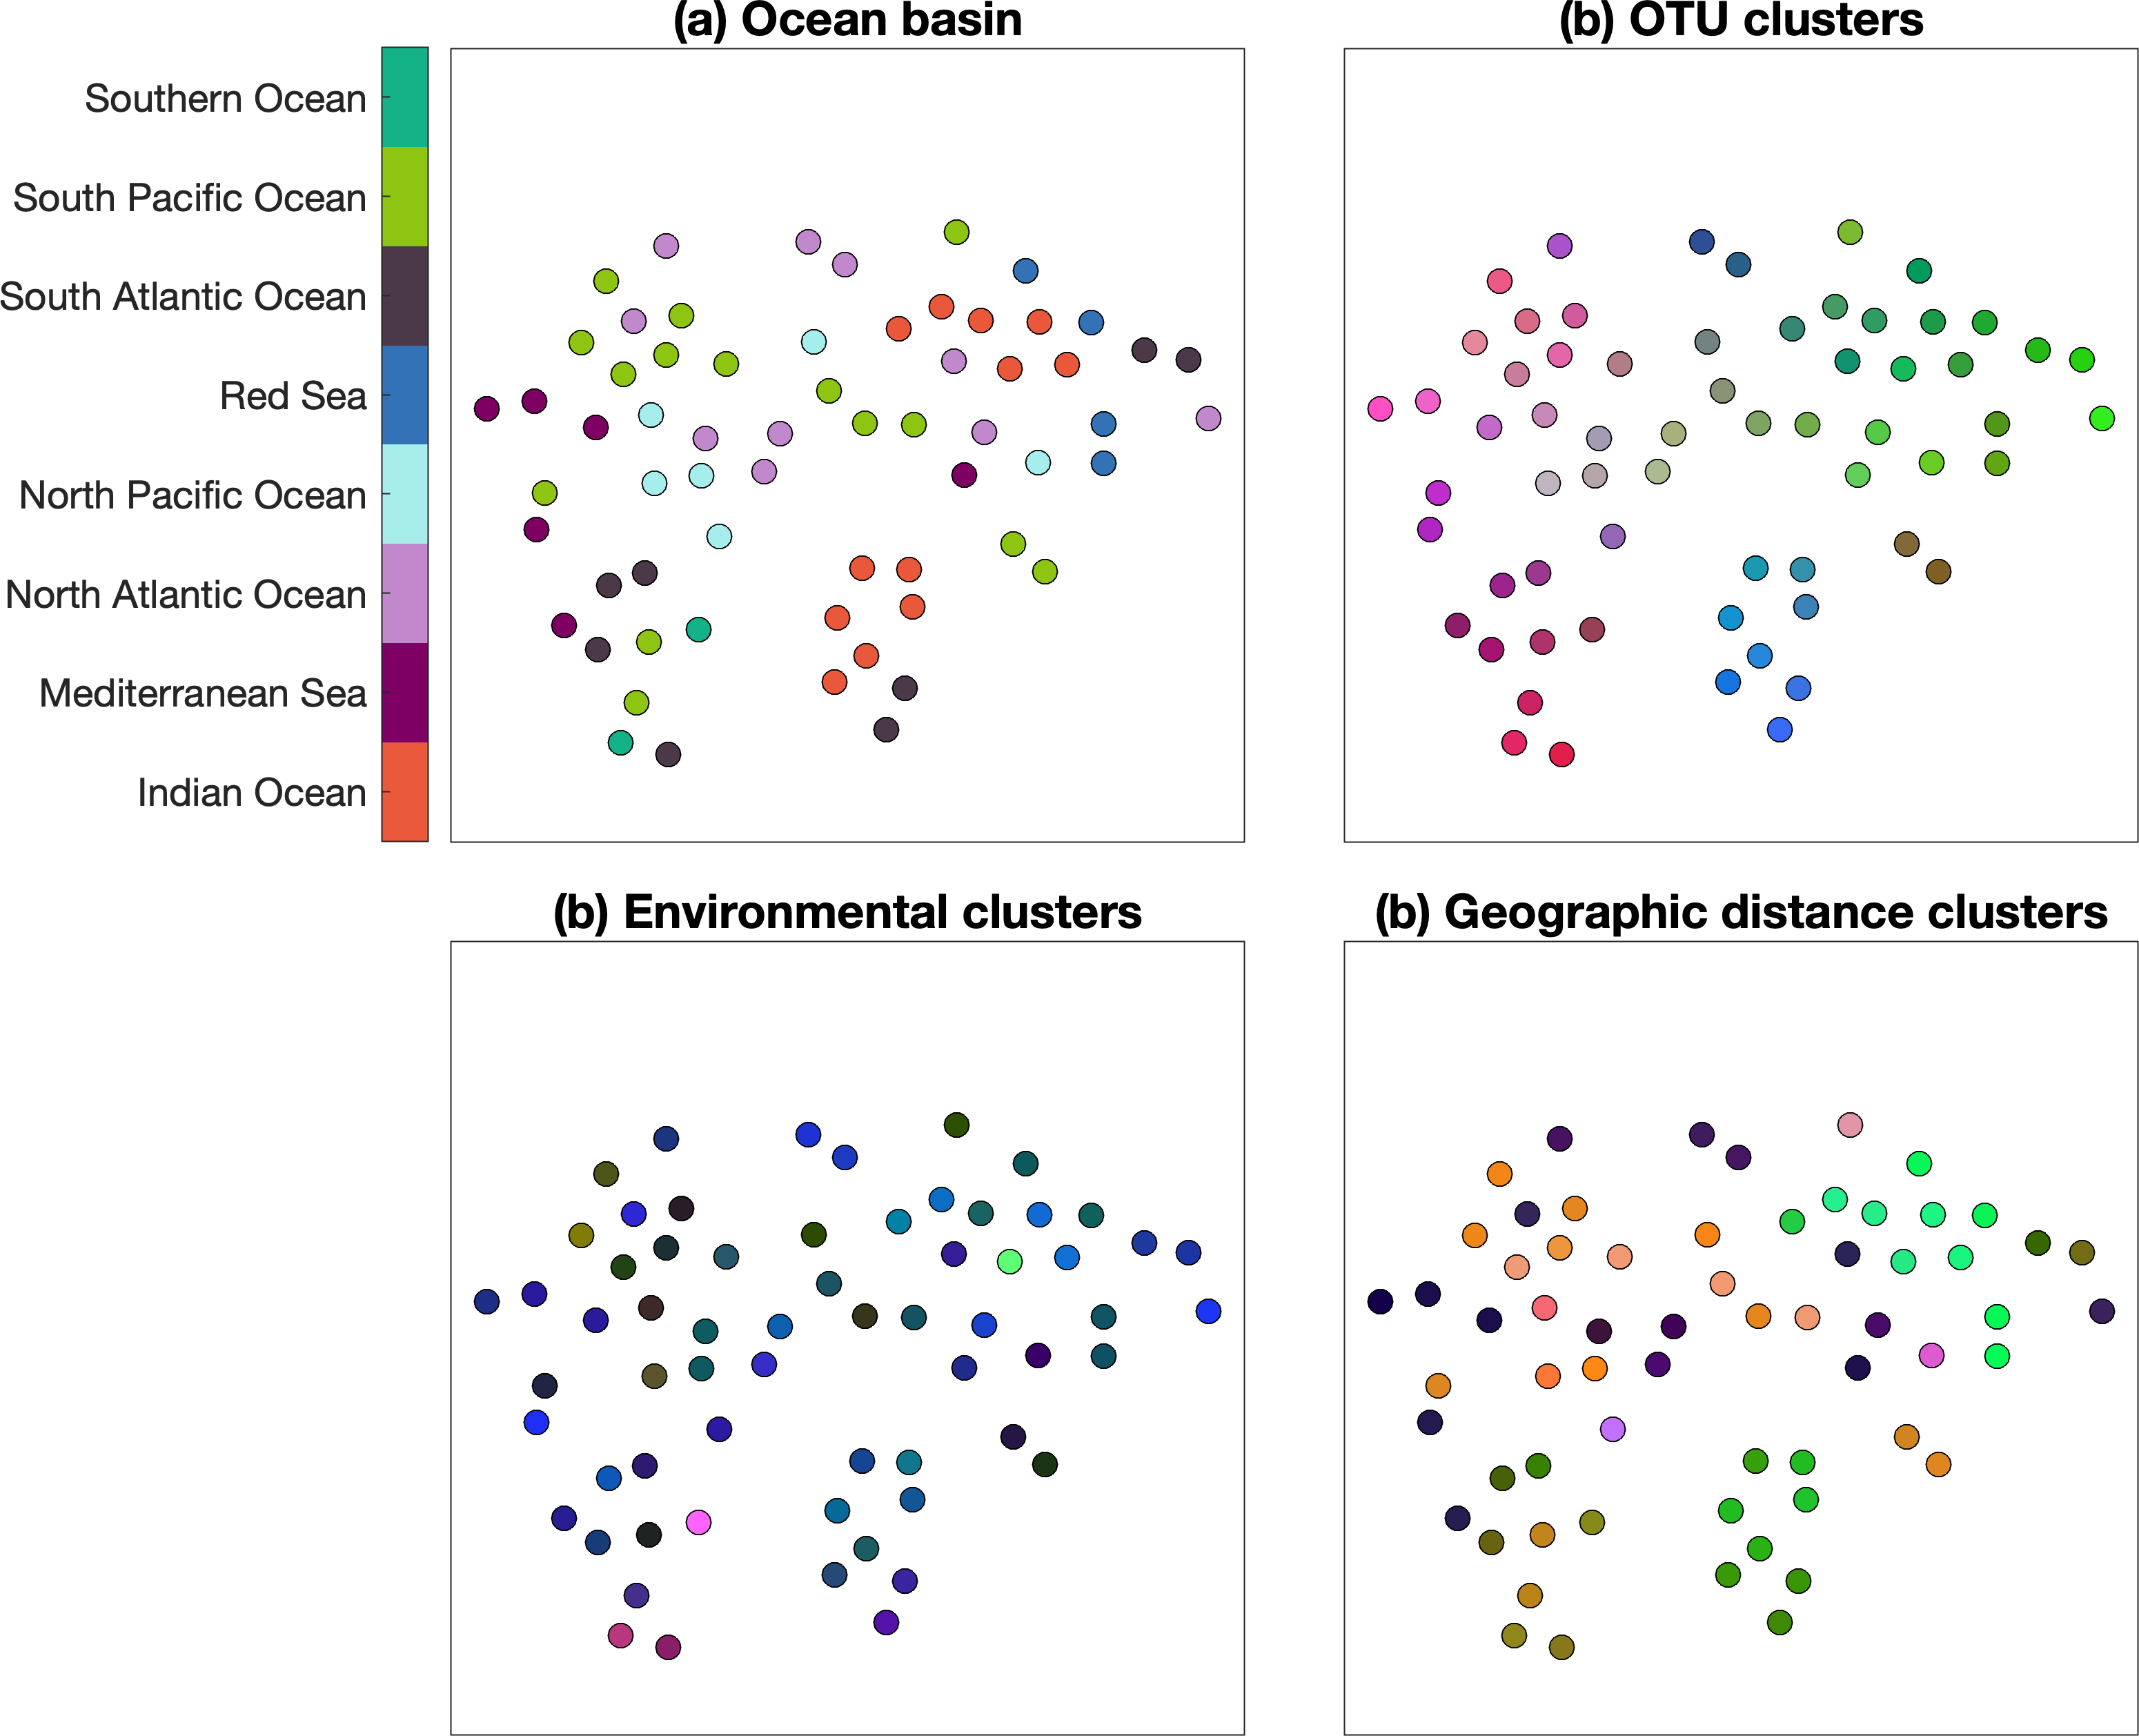 (a) Ocean basin
(b) OTU clusters
Southern Ocean
South Pacific Ocean
South Atlantic Ocean
Red Sea
North Pacific Ocean
North Atlantic Ocean
Mediterranean Sea
Indian Ocean
(b) Environmental clusters
(b) Geographic distance clusters